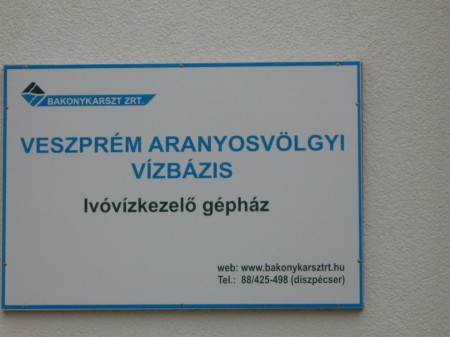 BAKONYKARSZT ZRT.
VESZPRÉM ARANYOSVÖLGYI
VÍZBÁZIS
Ivóvízkezelő gépház
web: www.bakonykarsztrt.hu
Tel.: 88/425-498 (diszpécser)